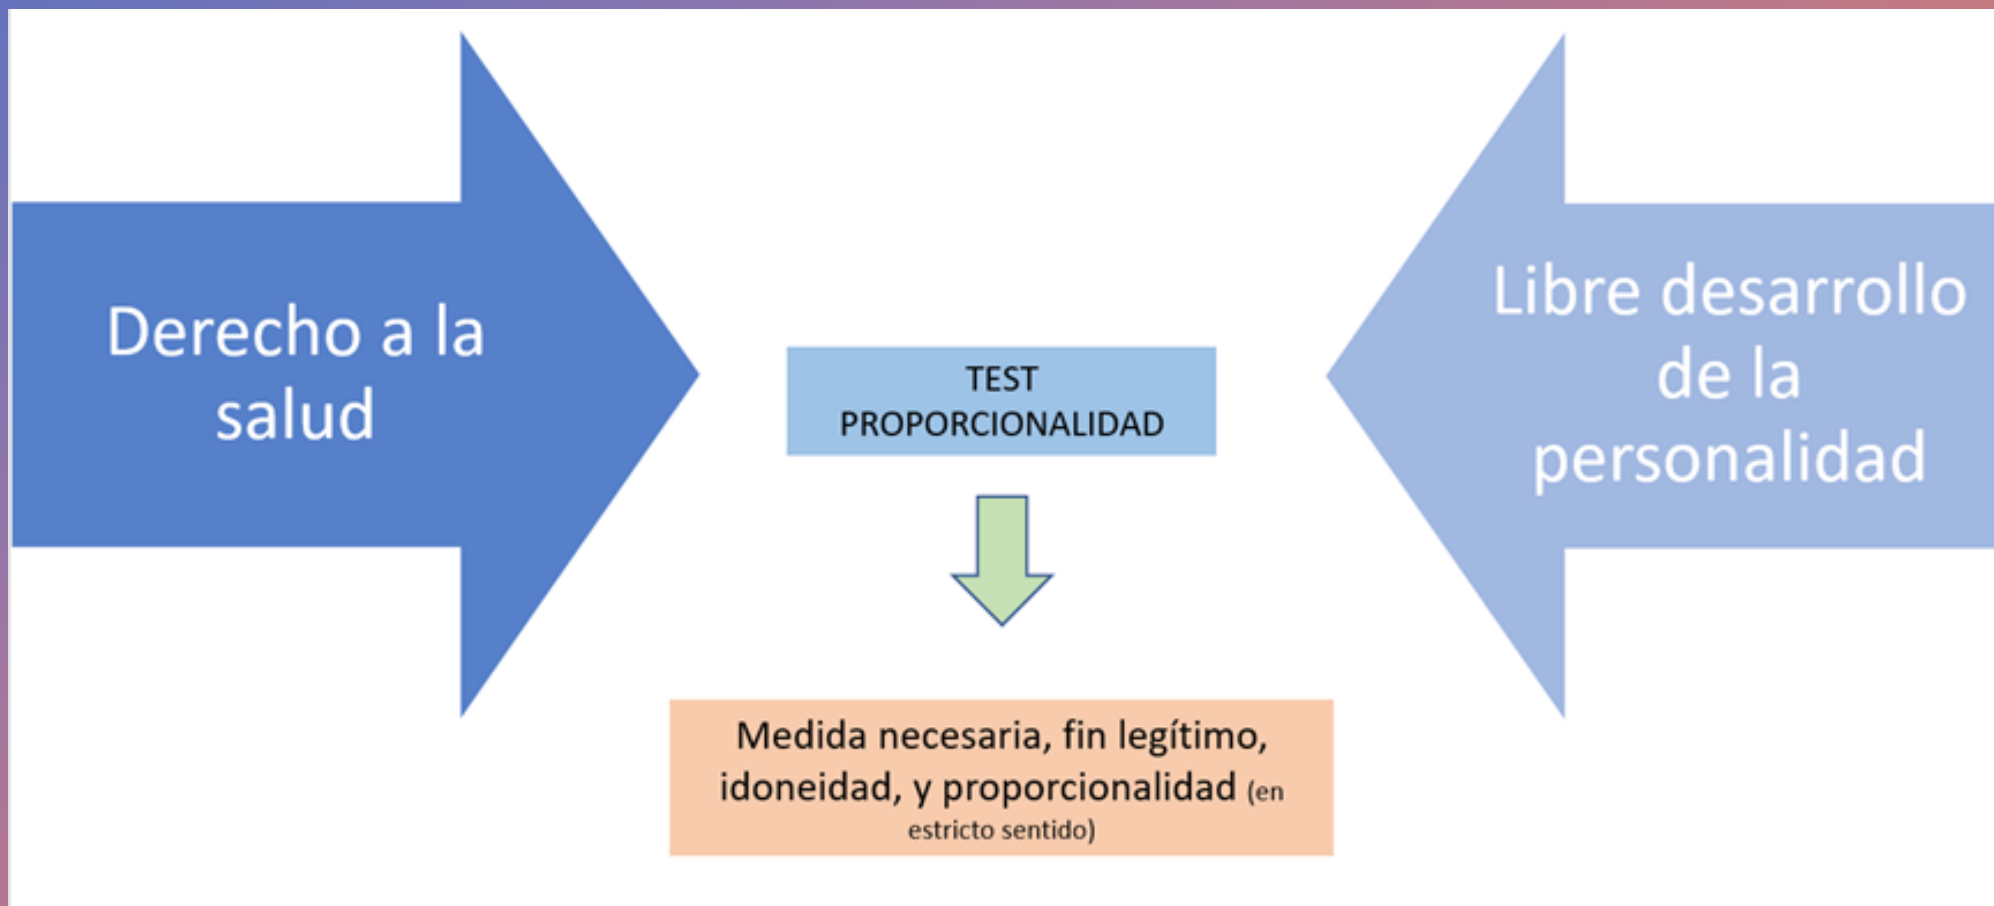 Derecho a la
salud
TEST
PROPORCIONALIDAD
Libre desarrollo
de la
personalidad
Medida necesaria, fin legítimo,
idoneidad, y proporcionalidad (en
estricto sentido)